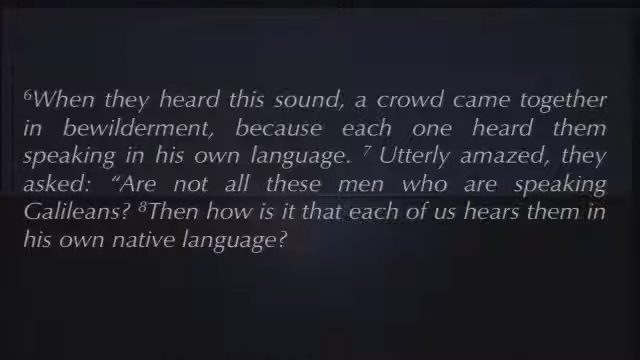 ⁶When they heard this sound, a crowd came together
in bewilderment, because each one heard them
speaking in his own language. ⁷ Utterly amazed, they
asked: “Are not all these men who are speaking
Galileans? ⁸Then how is it that each of us hears them in
his own native language?